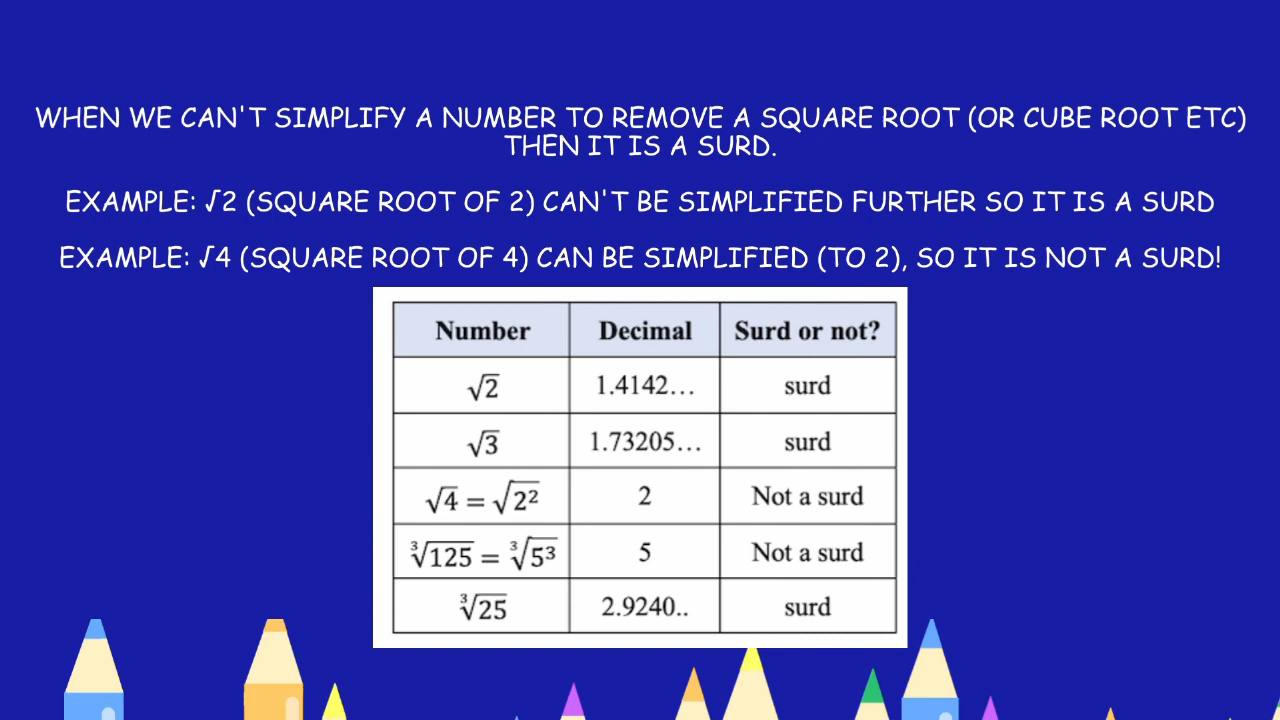 WHEN WE CAN'T SIMPLIFY A NUMBER TO REMOVE A SQUARE ROOT (OR CUBE ROOT ETC)
THEN IT IS A SURD.
EXAMPLE: √2 (SQUARE ROOT OF 2) CAN'T BE SIMPLIFIED FURTHER SO IT IS A SURD
EXAMPLE: √4 (SQUARE ROOT OF 4) CAN BE SIMPLIFIED (TO 2), SO IT IS NOT A SURD!
Number Decimal Surd or not?
√2 1.4142... surd
√3 1.73205... surd
√4 = √2² 2 Not a surd
∛125 = ∛5³ 5 Not a surd
∛25 2.9240.. surd